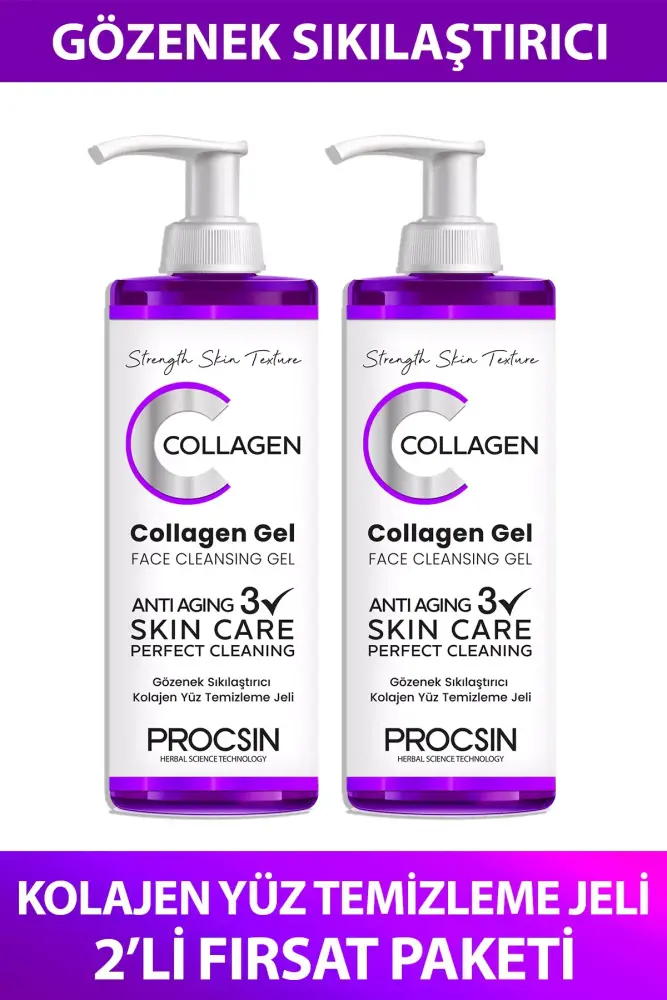 GÖZENEK SIKILAŞTIRICI
Strength Skin Texture
COLLAGEN
Collagen Gel
FACE CLEANSING GEL
ANTI AGING 3✓
SKIN CARE
PERFECT CLEANING
Gözenek Sıkılaştırıcı
Kolajen Yüz Temizleme Jeli
PROCSIN
HERBAL SCIENCE TECHNOLOGY
Strength Skin Texture
COLLAGEN
Collagen Gel
FACE CLEANSING GEL
ANTI AGING 3✓
SKIN CARE
PERFECT CLEANING
Gözenek Sıkılaştırıcı
Kolajen Yüz Temizleme Jeli
PROCSIN
HERBAL SCIENCE TECHNOLOGY
KOLAJEN YÜZ TEMİZLEME JELİ
2'Lİ FIRSAT PAKETİ